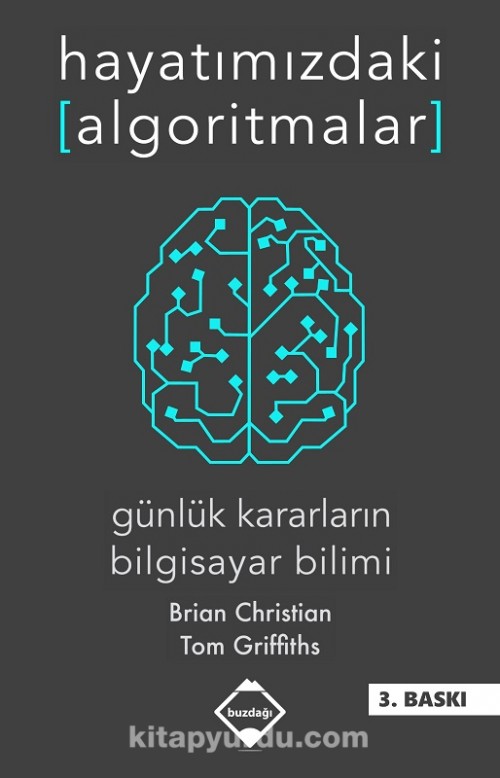 hayatımızdaki
[algoritmalar]
günlük kararların
bilgisayar bilimi
Brian Christian
Tom Griffiths
3. BASKI
buzdağı
kitapyurdu.com